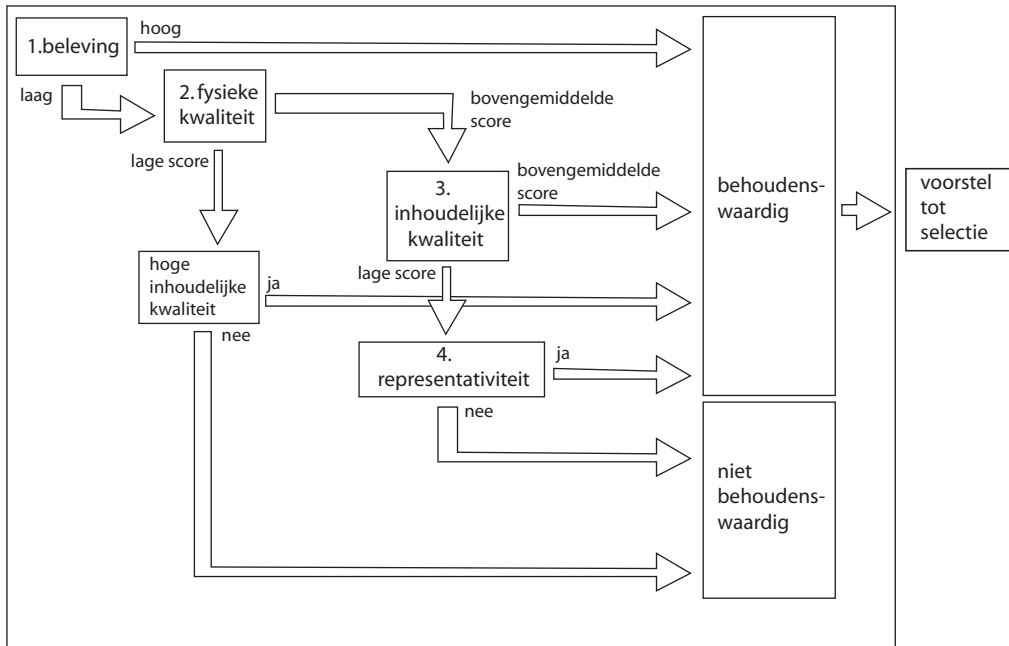 hoog
1.beleving
laag
2.fysieke
kwaliteit
bovengemiddelde
score
lage score
bovengemiddelde
score
3.
inhoudelijke
kwaliteit
behoudens-
waardig
voorstel
tot
selectie
hoge
inhoudelijke
kwaliteit
ja
lage score
nee
4.
representativiteit
ja
nee
niet
behoudens-
waardig